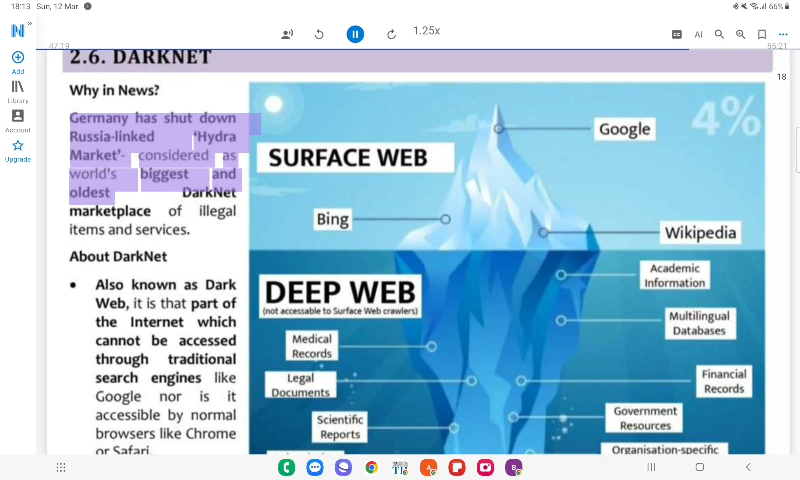 18:13 Sun, 12 Mar
66%
1.25x
AI
47:19
55:21
Add
Library
Account
Upgrade
2.6. DARKNET
18
Why in News?
Germany has shut down
Russia-linked 'Hydra
Market'- considered as
world's biggest and
oldest DarkNet
marketplace of illegal
items and services.
About DarkNet
• Also known as Dark
Web, it is that part of
the Internet which
cannot be accessed
through traditional
search engines like
Google nor is it
accessible by normal
browsers like Chrome
or Safari.
4%
Google
SURFACE WEB
Bing
Wikipedia
DEEP WEB
(not accessable to Surface Web crawlers)
Academic
Information
Multilingual
Databases
Medical
Records
Legal
Documents
Financial
Records
Scientific
Reports
Government
Resources
Organisation-specific